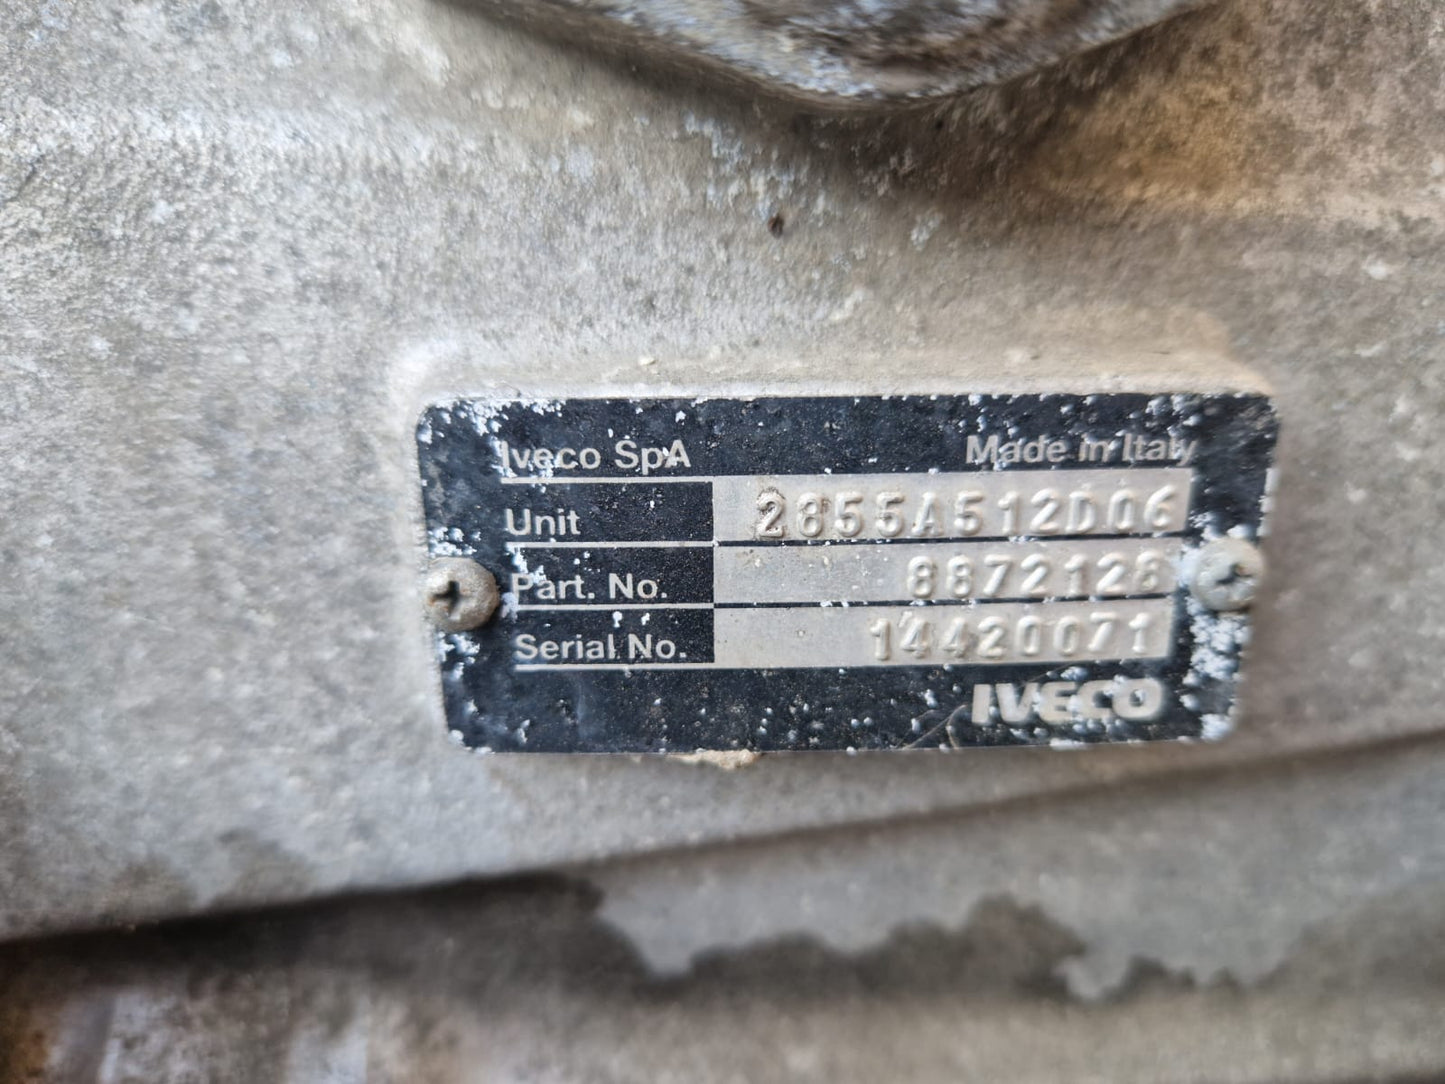 Iveco SpA Made in Italy
Unit 2855A512D06
Part. No. 8872128
Serial No. 14420071
IVECO